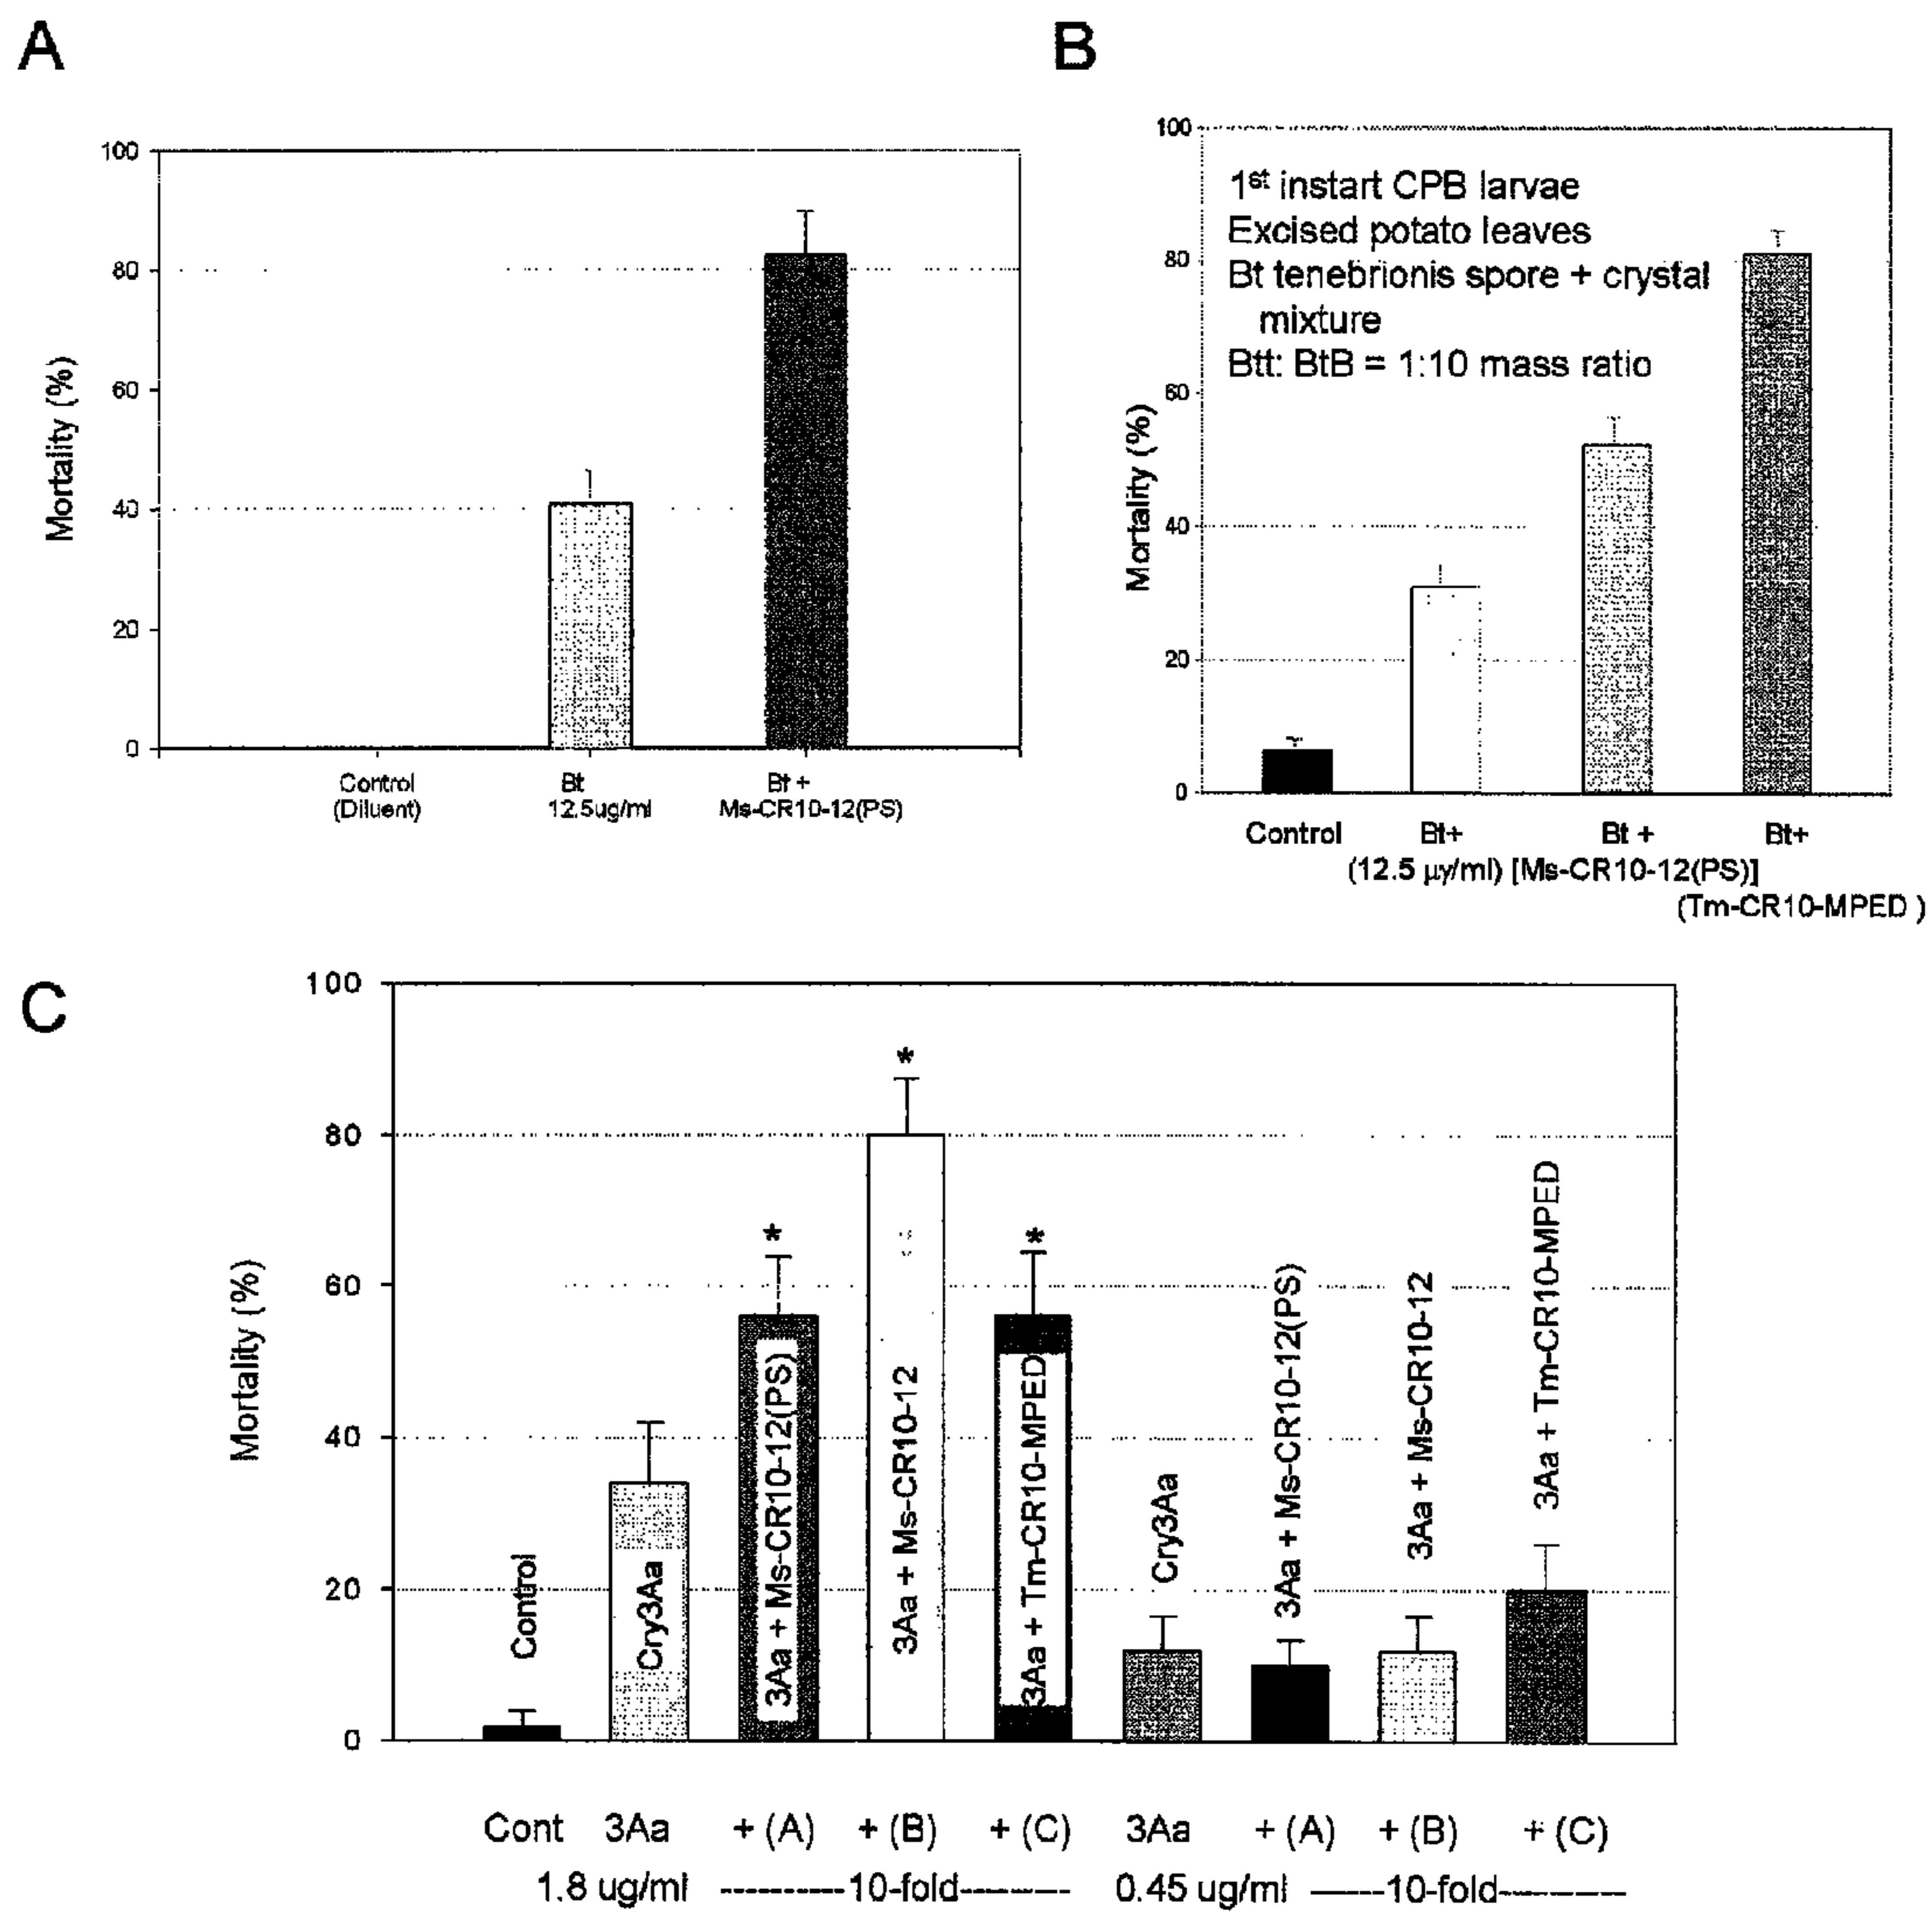 A
100
80
60
40
20
0
Mortality (%)
Control
(Diluent)
Bt
12.5ug/ml
Bt +
Ms-CR10-12(PS)
B
100
80
60
40
20
0
Mortality (%)
1st instart CPB larvae
Excised potato leaves
Bt tenebrionis spore + crystal
mixture
Btt: BtB = 1:10 mass ratio
Control
Bt+
Bt +
Bt+
(12.5 μy/ml) [Ms-CR10-12(PS)]
(Tm-CR10-MPED )
C
100
80
60
40
20
0
Mortality (%)
Control
Cry3Aa
3Aa + Ms-CR10-12(PS)
*
3Aa + Ms-CR10-12
*
3Aa + Tm-CR10-MPED
*
Cry3Aa
3Aa + Ms-CR10-12(PS)
3Aa + Ms-CR10-12
3Aa + Tm-CR10-MPED
Cont 3Aa + (A) + (B) + (C) 3Aa + (A) + (B) + (C)
1.8 ug/ml ----------10-fold--------- 0.45 ug/ml ------10-fold----------